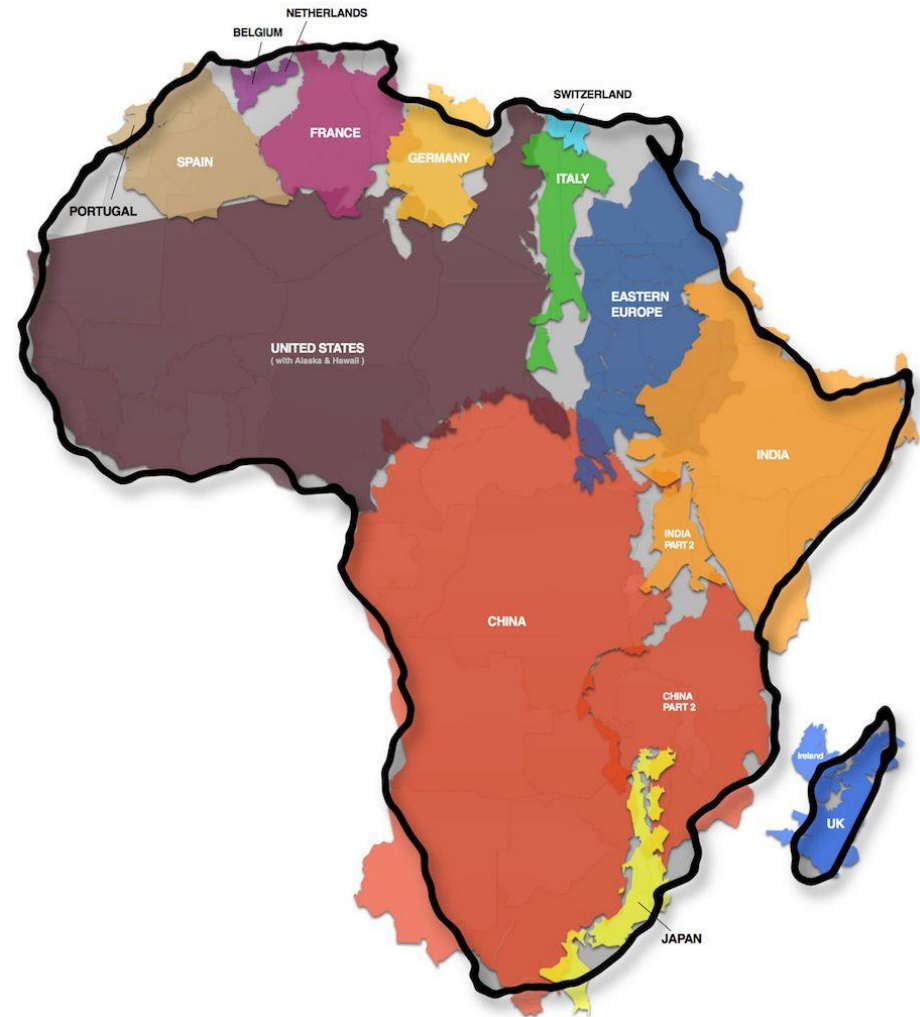 NETHERLANDS
BELGIUM
SWITZERLAND
FRANCE
GERMANY
SPAIN
ITALY
PORTUGAL
EASTERN
EUROPE
UNITED STATES
( with Alaska & Hawaii )
INDIA
INDIA
PART 2
CHINA
CHINA
PART 2
Ireland
UK
JAPAN